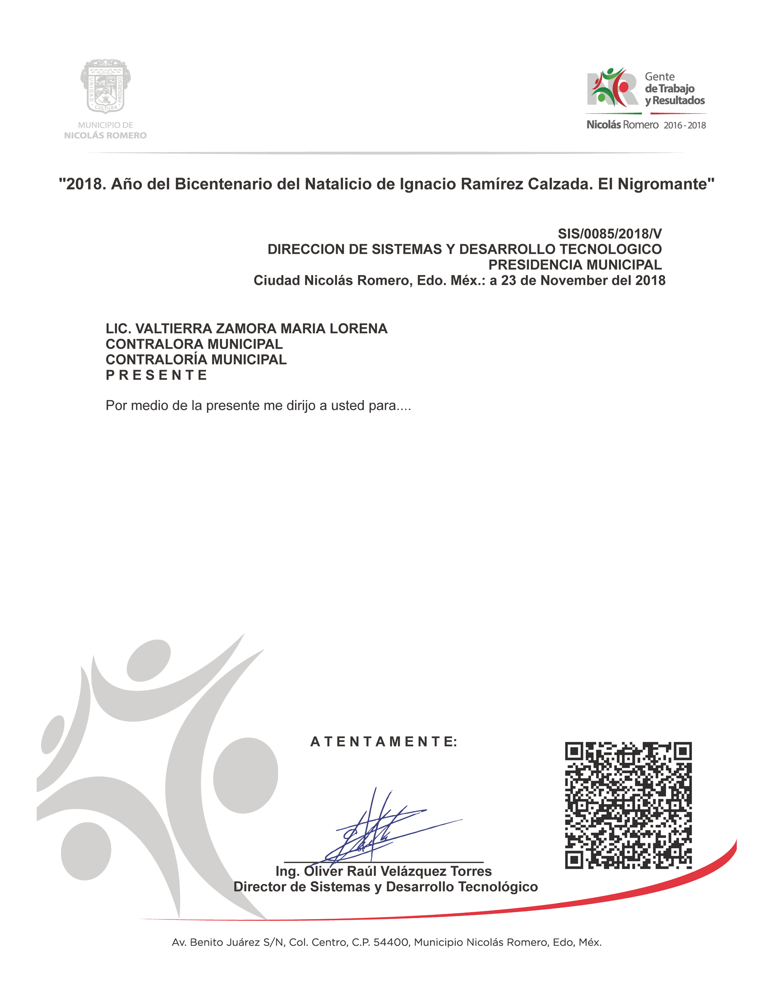 UNIDAD
CULTURA
PROGRESO
MUNICIPIO DE
NICOLÁS ROMERO
NR
Gente
de Trabajo
y Resultados
Nicolás Romero 2016-2018
"2018. Año del Bicentenario del Natalicio de Ignacio Ramírez Calzada. El Nigromante"
SIS/0085/2018/V
DIRECCION DE SISTEMAS Y DESARROLLO TECNOLOGICO
PRESIDENCIA MUNICIPAL
Ciudad Nicolás Romero, Edo. Méx.: a 23 de November del 2018
LIC. VALTIERRA ZAMORA MARIA LORENA
CONTRALORA MUNICIPAL
CONTRALORÍA MUNICIPAL
P R E S E N T E
Por medio de la presente me dirijo a usted para....
A T E N T A M E N T E:
Ing. Oliver Raúl Velázquez Torres
Director de Sistemas y Desarrollo Tecnológico
Av. Benito Juárez S/N, Col. Centro, C.P. 54400, Municipio Nicolás Romero, Edo, Méx.